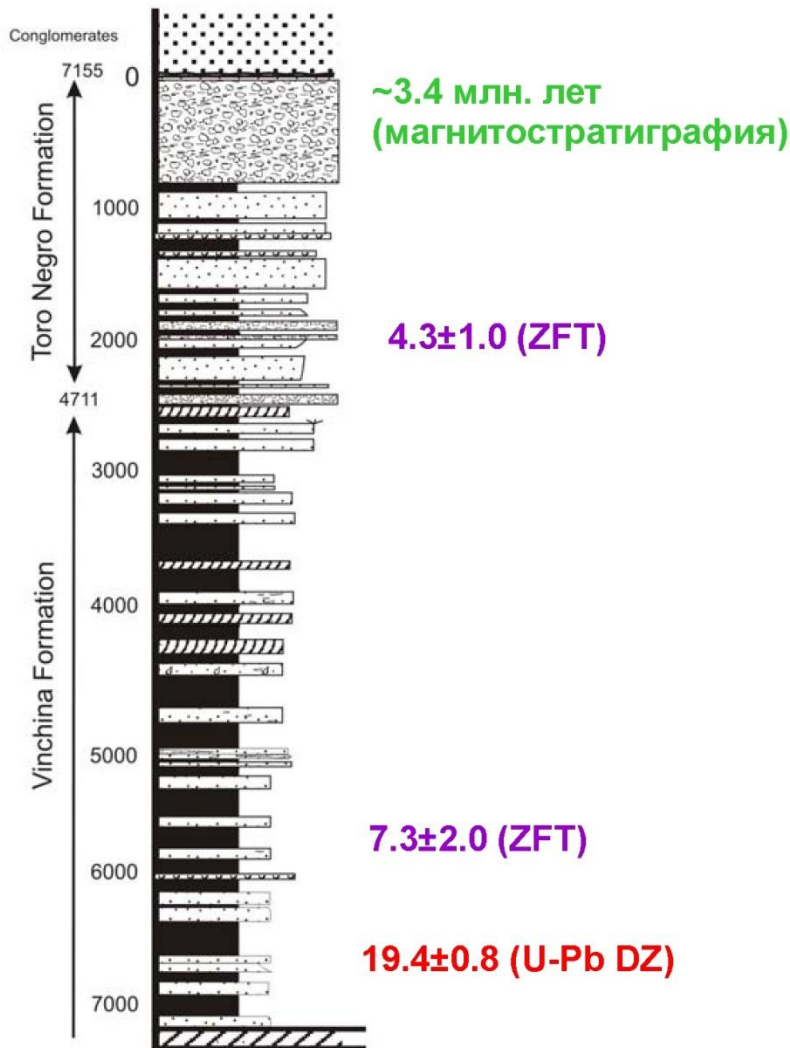 Conglomerates
7155
0
~3.4 млн. лет
(магнитостратиграфия)
1000
Toro Negro Formation
2000
4.3±1.0 (ZFT)
4711
3000
4000
Vinchina Formation
5000
7.3±2.0 (ZFT)
6000
19.4±0.8 (U-Pb DZ)
7000